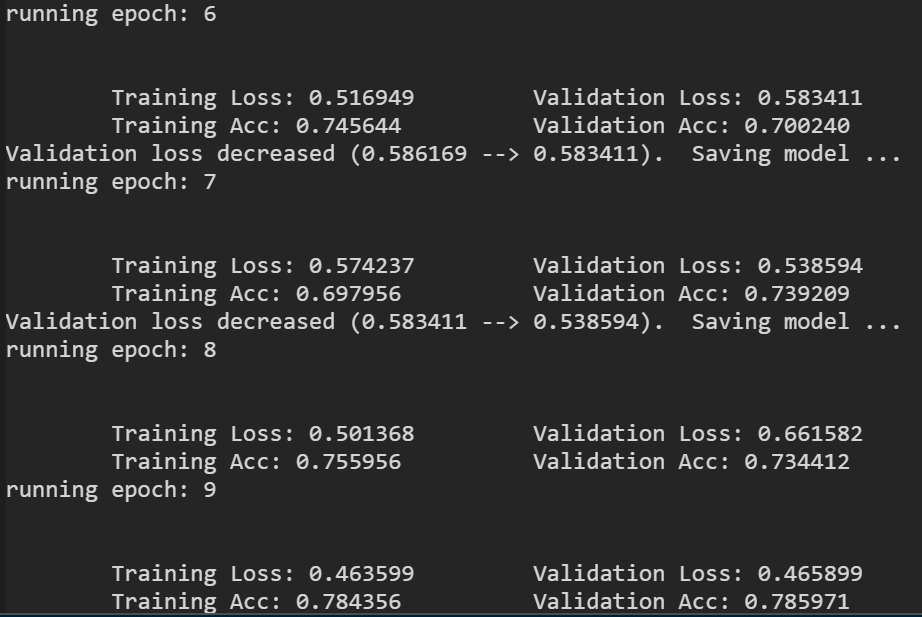 running epoch: 6
Training Loss: 0.516949 Validation Loss: 0.583411
Training Acc: 0.745644 Validation Acc: 0.700240
Validation loss decreased (0.586169 --> 0.583411).  Saving model ...
running epoch: 7
Training Loss: 0.574237 Validation Loss: 0.538594
Training Acc: 0.697956 Validation Acc: 0.739209
Validation loss decreased (0.583411 --> 0.538594).  Saving model ...
running epoch: 8
Training Loss: 0.501368 Validation Loss: 0.661582
Training Acc: 0.755956 Validation Acc: 0.734412
running epoch: 9
Training Loss: 0.463599 Validation Loss: 0.465899
Training Acc: 0.784356 Validation Acc: 0.785971